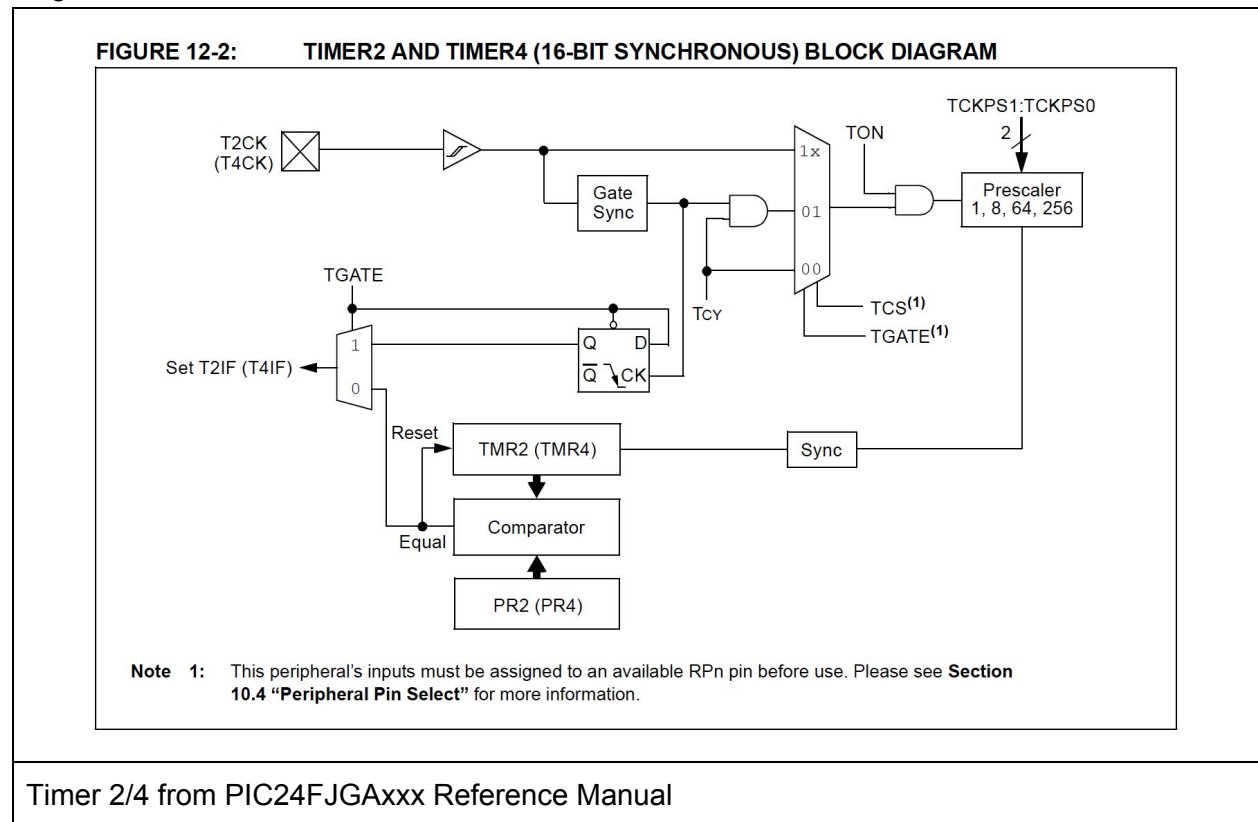 FIGURE 12-2: TIMER2 AND TIMER4 (16-BIT SYNCHRONOUS) BLOCK DIAGRAM
TCKPS1:TCKPS0
2
TON
T2CK
(T4CK)
1x
Gate
Sync
01
Prescaler
1, 8, 64, 256
00
TGATE
TCY
TCS(1)
TGATE(1)
1
Q D
Set T2IF (T4IF)
Q CK
0
Reset
TMR2 (TMR4)
Sync
Comparator
Equal
PR2 (PR4)
Note 1: This peripheral's inputs must be assigned to an available RPn pin before use. Please see Section
10.4 “Peripheral Pin Select” for more information.
Timer 2/4 from PIC24FJGAxxx Reference Manual